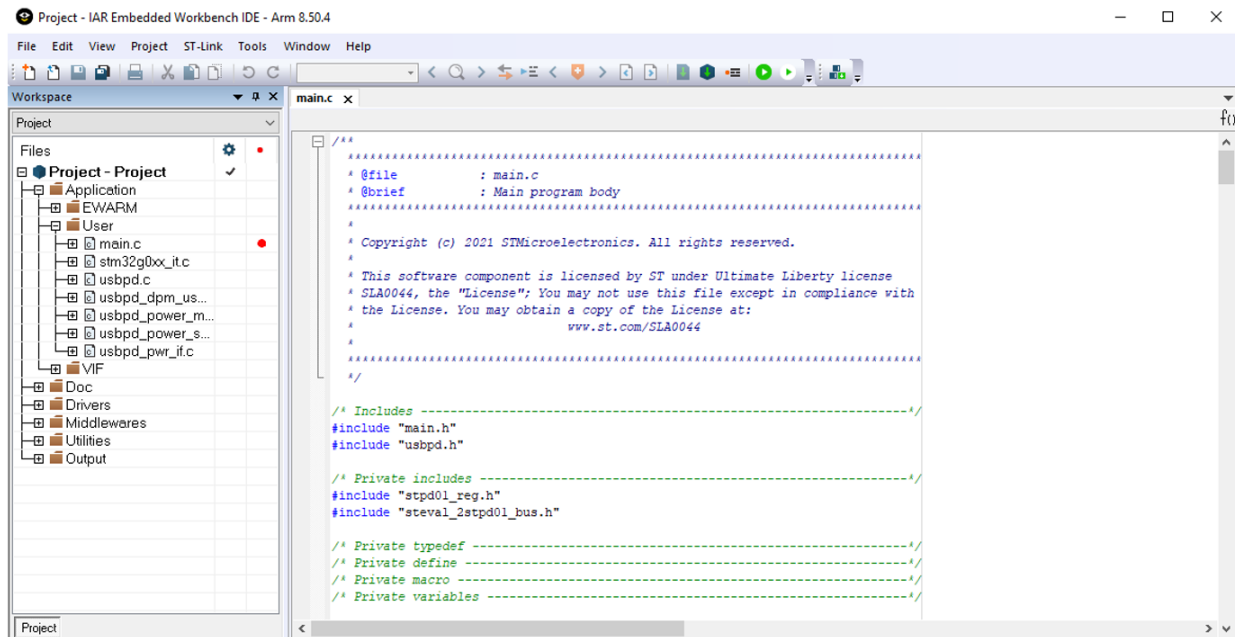 Project - IAR Embedded Workbench IDE - Arm 8.50.4
File Edit View Project ST-Link Tools Window Help
Workspace
main.c
Project
Files
Project - Project
Application
EWARM
User
main.c
stm32g0xx_it.c
usbpd.c
usbpd_dpm_us...
usbpd_power_m...
usbpd_power_s...
usbpd_pwr_if.c
VIF
Doc
Drivers
Middlewares
Utilities
Output
Project
f()
/**
******************************************************************************
* @file : main.c
* @brief : Main program body
******************************************************************************
*
* Copyright (c) 2021 STMicroelectronics. All rights reserved.
*
* This software component is licensed by ST under Ultimate Liberty license
* SLA0044, the "License"; You may not use this file except in compliance with
* the License. You may obtain a copy of the License at:
* www.st.com/SLA0044
*
******************************************************************************
*/
/* Includes ------------------------------------------------------------------*/
#include "main.h"
#include "usbpd.h"
/* Private includes ----------------------------------------------------------*/
#include "stpd01_reg.h"
#include "steval_2stpd01_bus.h"
/* Private typedef -----------------------------------------------------------*/
/* Private define ------------------------------------------------------------*/
/* Private macro -------------------------------------------------------------*/
/* Private variables ---------------------------------------------------------*/